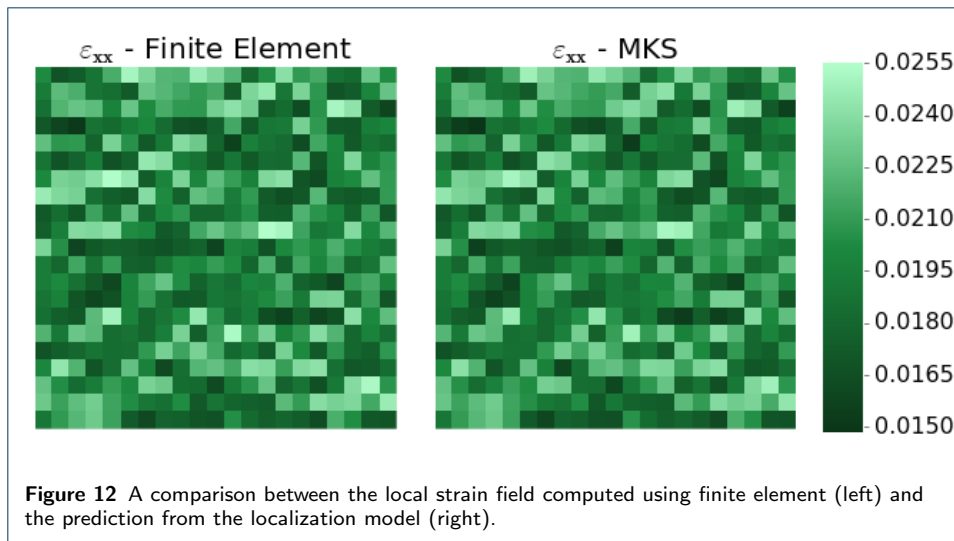 ε_xx - Finite Element
ε_xx - MKS
0.0255
0.0240
0.0225
0.0210
0.0195
0.0180
0.0165
0.0150
Figure 12 A comparison between the local strain field computed using finite element (left) and
the prediction from the localization model (right).